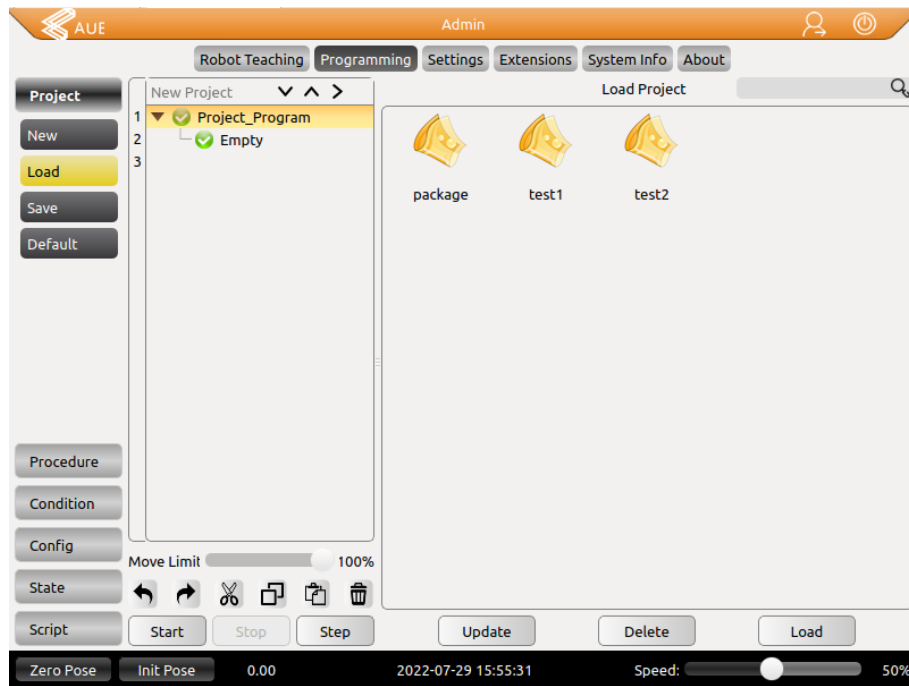 AUE Admin
Robot Teaching Programming Settings Extensions System Info About
Project New Project Load Project
1 Project_Program
New 2 Empty
3
Load
package test1 test2
Save
Default
Procedure
Condition
Config
Move Limit 100%
State
Script Start Stop Step Update Delete Load
Zero Pose Init Pose 0.00 2022-07-29 15:55:31 Speed: 50%